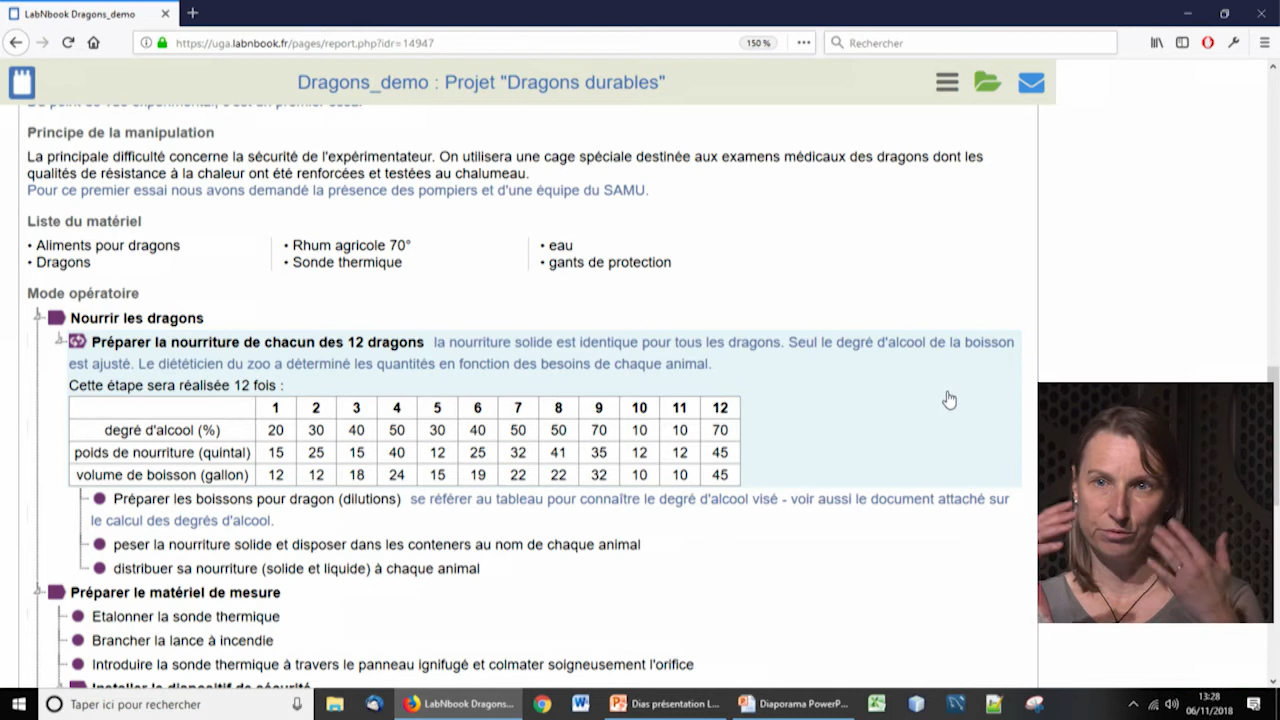 LabNbook Dragons_demo
https://uga.labnbook.fr/pages/report.php?idr=14947
150 %
Rechercher
Dragons_demo : Projet "Dragons durables"
Du point de vue expérimental, c'est un premier essai.
Principe de la manipulation
La principale difficulté concerne la sécurité de l'expérimentateur. On utilisera une cage spéciale destinée aux examens médicaux des dragons dont les
qualités de résistance à la chaleur ont été renforcées et testées au chalumeau.
Pour ce premier essai nous avons demandé la présence des pompiers et d'une équipe du SAMU.
Liste du matériel
• Aliments pour dragons • Rhum agricole 70° • eau
• Dragons • Sonde thermique • gants de protection
Mode opératoire
Nourrir les dragons
Préparer la nourriture de chacun des 12 dragons la nourriture solide est identique pour tous les dragons. Seul le degré d'alcool de la boisson
est ajusté. Le diététicien du zoo a déterminé les quantités en fonction des besoins de chaque animal.
Cette étape sera réalisée 12 fois :
1 2 3 4 5 6 7 8 9 10 11 12
degré d'alcool (%) 20 30 40 50 30 40 50 50 70 10 10 70
poids de nourriture (quintal) 15 25 15 40 12 25 32 41 35 12 12 45
volume de boisson (gallon) 12 12 18 24 15 19 22 22 32 10 10 45
Préparer les boissons pour dragon (dilutions) se référer au tableau pour connaître le degré d'alcool visé - voir aussi le document attaché sur
le calcul des degrés d'alcool.
peser la nourriture solide et disposer dans les conteners au nom de chaque animal
distribuer sa nourriture (solide et liquide) à chaque animal
Préparer le matériel de mesure
Etalonner la sonde thermique
Brancher la lance à incendie
Introduire la sonde thermique à travers le panneau ignifugé et colmater soigneusement l'orifice
Installer le dispositif de sécurité
Taper ici pour rechercher
LabNbook Dragons...
Dias présentation L...
Diaporama PowerP...
13:28
06/11/2018